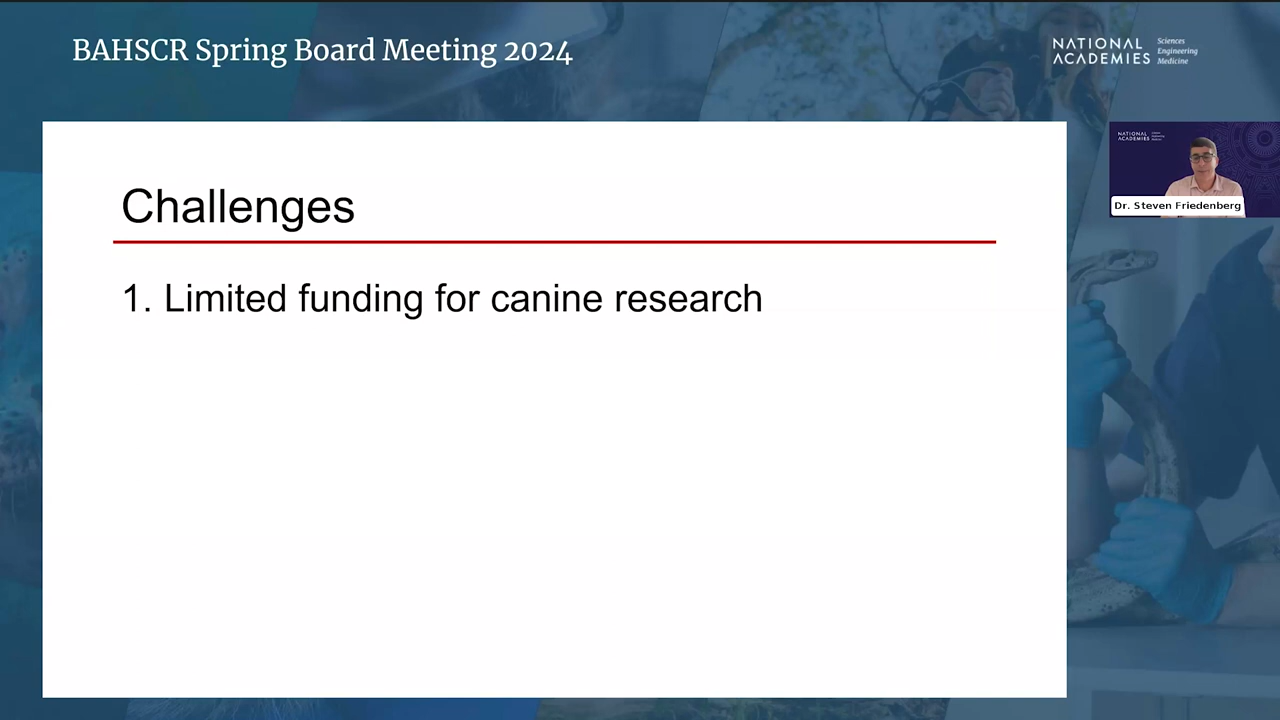 BAHSCR Spring Board Meeting 2024
NATIONAL ACADEMIES
Sciences
Engineering
Medicine
NATIONAL
ACADEMIES
Dr. Steven Friedenberg
Challenges
1. Limited funding for canine research